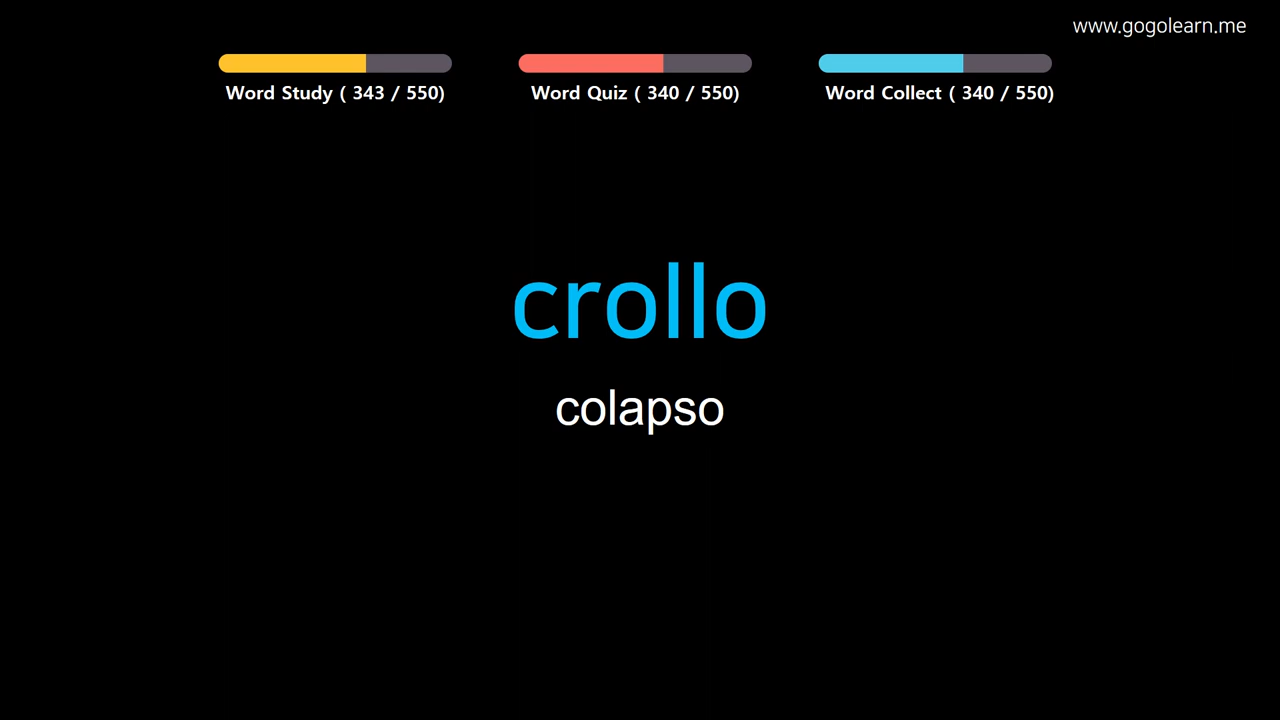 www.gogolearn.me
Word Study ( 343 / 550)
Word Quiz ( 340 / 550)
Word Collect ( 340 / 550)
crollo
colapso